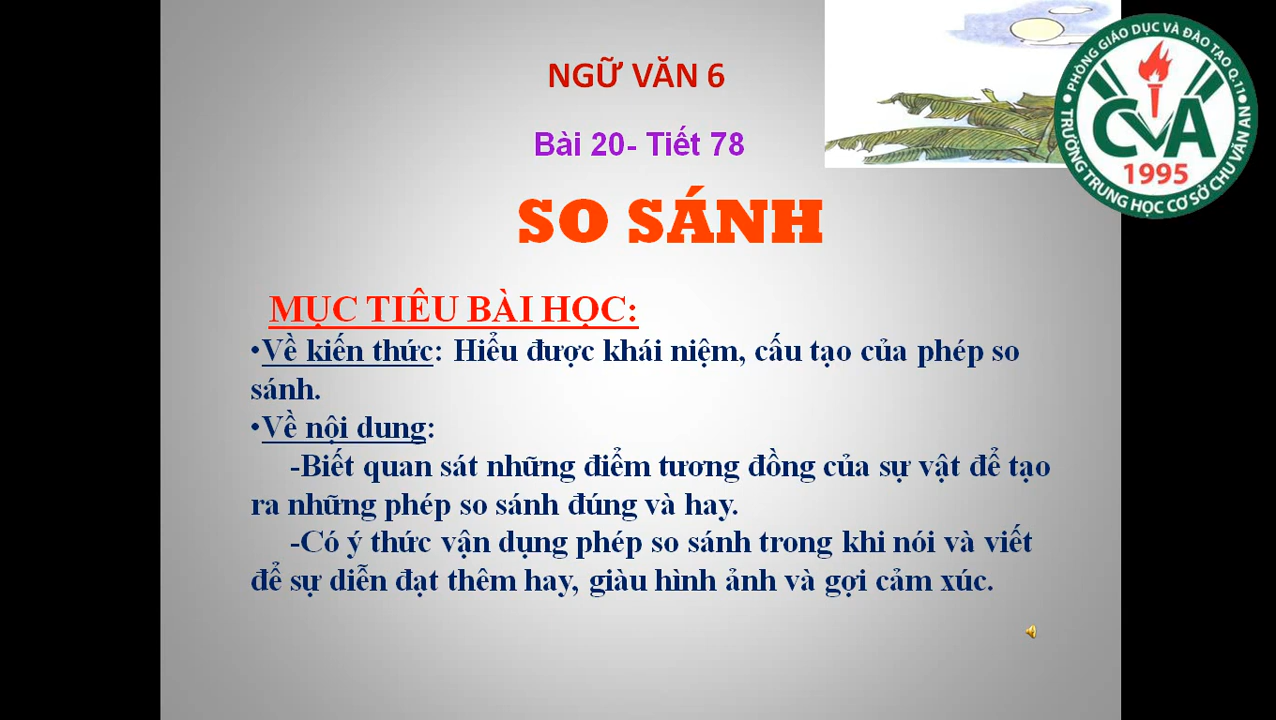 NGỮ VĂN 6
Bài 20- Tiết 78
SO SÁNH
MỤC TIÊU BÀI HỌC:
•Về kiến thức: Hiểu được khái niệm, cấu tạo của phép so
sánh.
•Về nội dung:
-Biết quan sát những điểm tương đồng của sự vật để tạo
ra những phép so sánh đúng và hay.
-Có ý thức vận dụng phép so sánh trong khi nói và viết
để sự diễn đạt thêm hay, giàu hình ảnh và gợi cảm xúc.
PHÒNG GIÁO DỤC VÀ ĐÀO TẠO Q.11
CVA
1995
TRƯỜNG TRUNG HỌC CƠ SỞ CHU VĂN AN